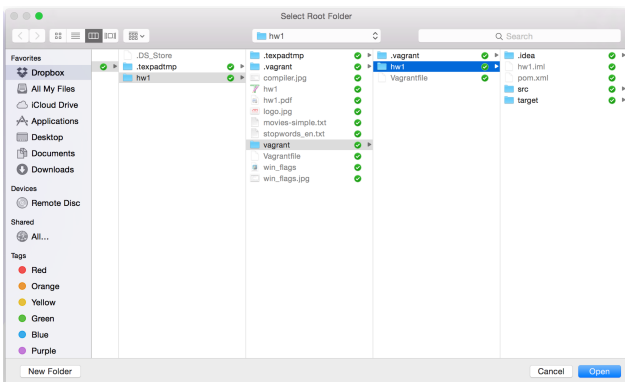 Select Root Folder
hw1
Search
Favorites
Dropbox
All My Files
iCloud Drive
Applications
Desktop
Documents
Downloads
Devices
Remote Disc
Shared
All...
Tags
Red
Orange
Yellow
Green
Blue
Purple
.DS_Store
.texpadtmp
hw1
.texpadtmp
.vagrant
compiler.jpg
hw1
hw1.pdf
logo.jpg
movies-simple.txt
stopwords_en.txt
vagrant
Vagrantfile
win_flags
win_flags.jpg
.vagrant
hw1
Vagrantfile
.idea
hw1.iml
pom.xml
src
target
New Folder
Cancel
Open